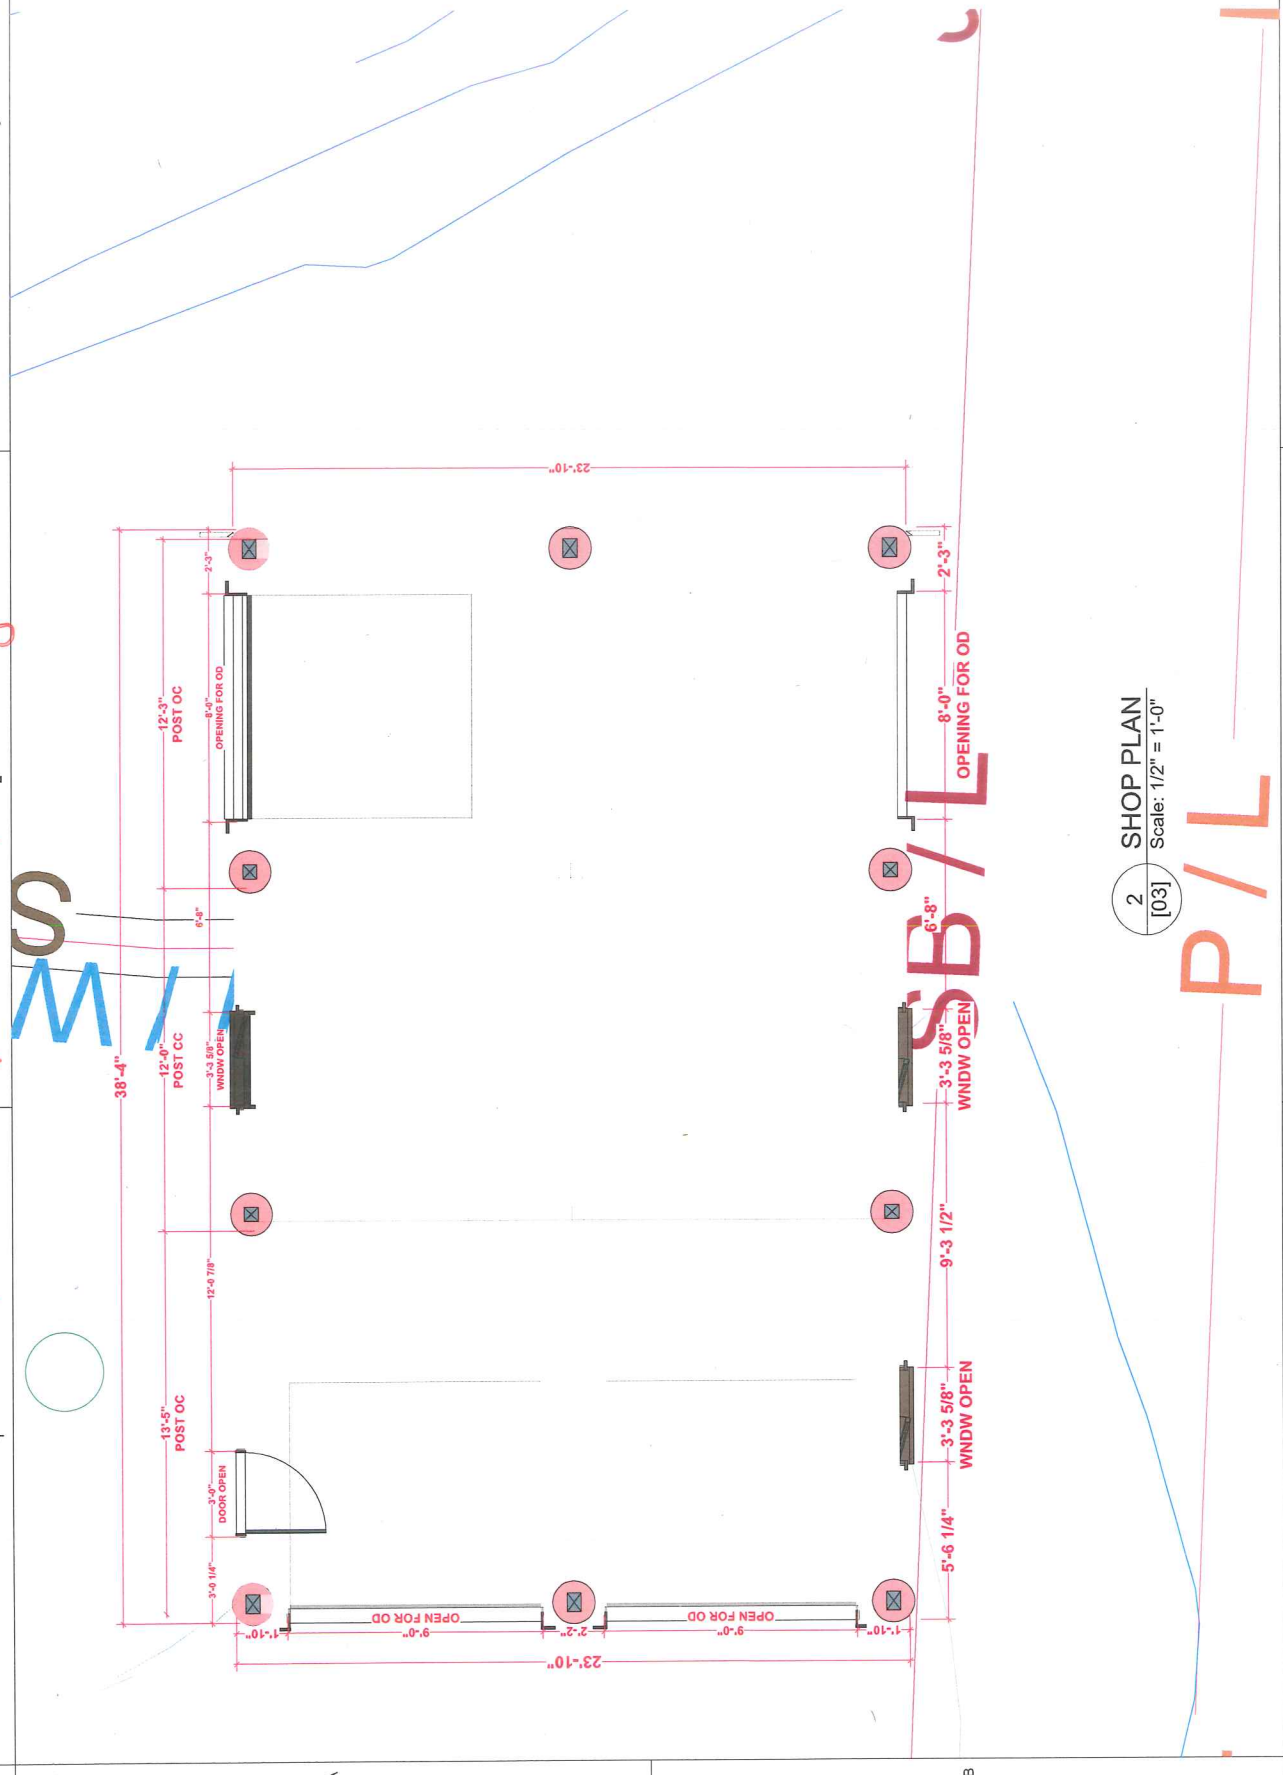 S
M/W
38'-4"
13'-5"
POST OC
12'-0"
POST CC
12'-3"
POST OC
3'-0 1/4"
3'-0"
DOOR OPEN
12'-0 7/8"
3'-3 5/8"
WNDW OPEN
6'-8"
8'-0"
OPENING FOR OD
2'-3"
23'-10"
1'-10"
9'-0"
OPEN FOR OD
2'-2"
9'-0"
OPEN FOR OD
1'-10"
23'-10"
5'-6 1/4"
3'-3 5/8"
WNDW OPEN
9'-3 1/2"
3'-3 5/8"
WNDW OPEN
6'-8"
8'-0"
OPENING FOR OD
2'-3"
SB / L
2
[03]
SHOP PLAN
Scale: 1/2" = 1'-0"
P / L
B